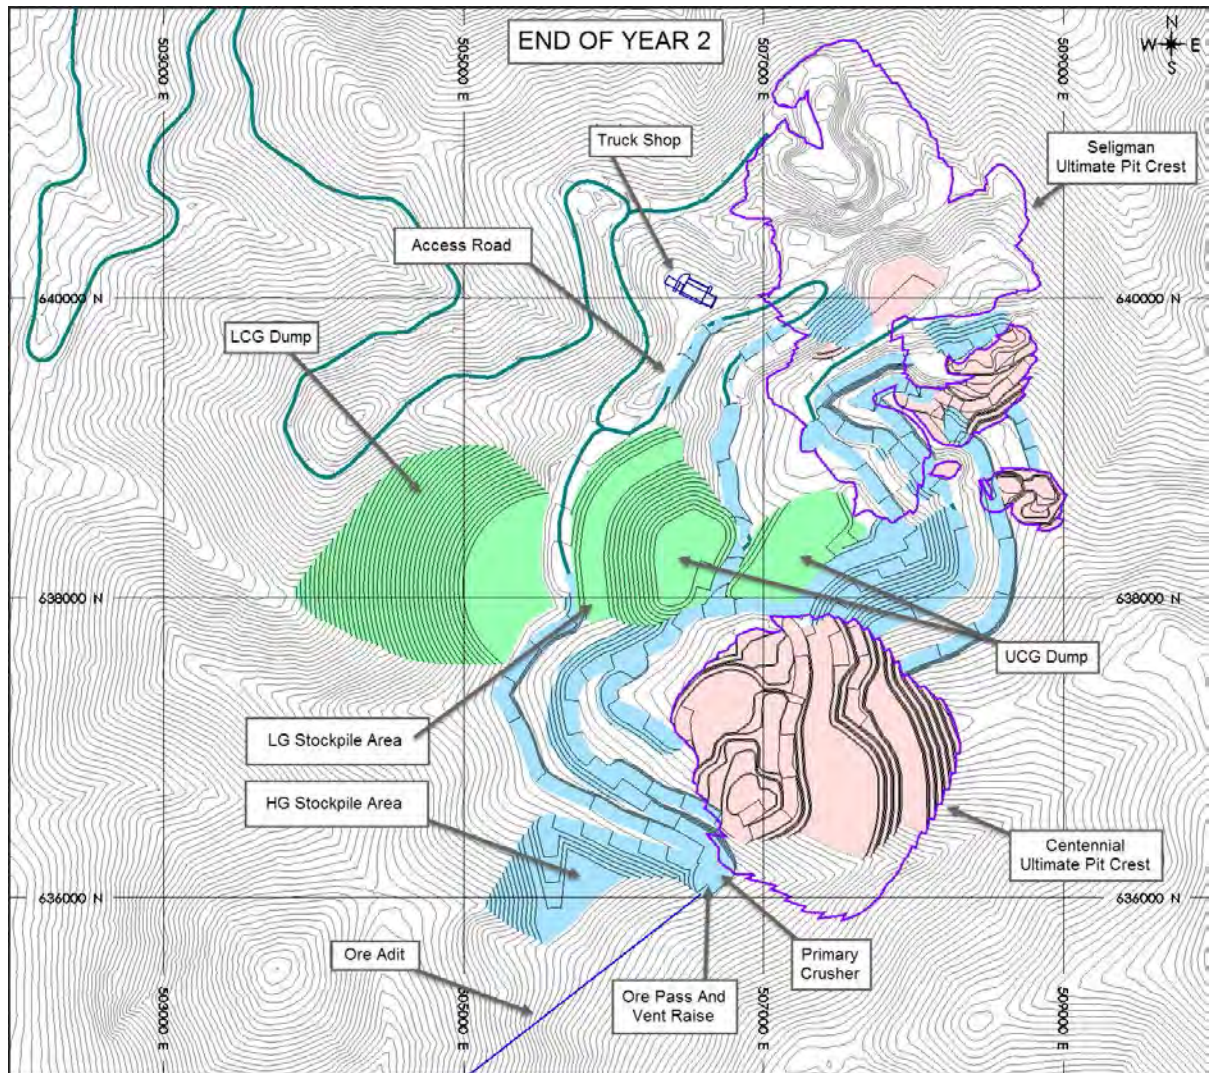 END OF YEAR 2
N
W E
S
503000 E
505000 E
507000 E
509000 E
Truck Shop
Seligman
Ultimate Pit Crest
Access Road
640000 N
640000 N
LCG Dump
638000 N
638000 N
UCG Dump
LG Stockpile Area
HG Stockpile Area
Centennial
Ultimate Pit Crest
636000 N
636000 N
Ore Adit
Primary
Crusher
Ore Pass And
Vent Raise
503000 E
505000 E
507000 E
509000 E